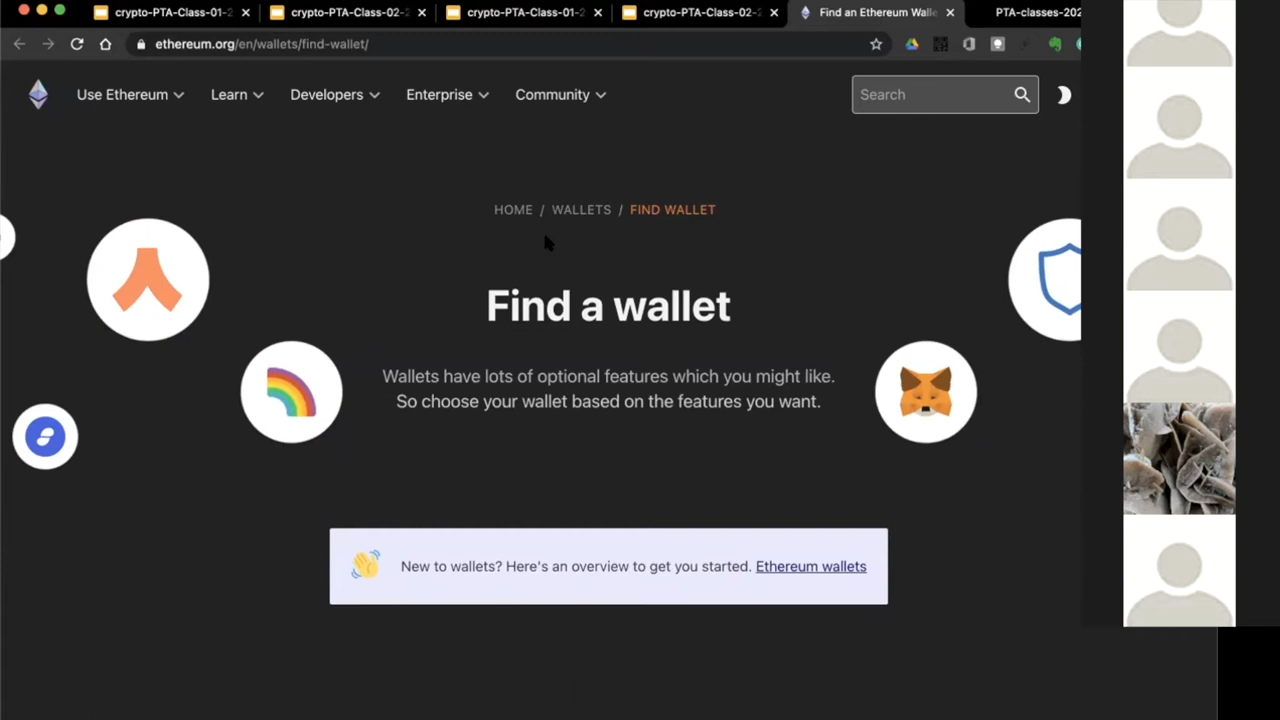 crypto-PTA-Class-01-2
crypto-PTA-Class-02-2
crypto-PTA-Class-01-2
crypto-PTA-Class-02-2
Find an Ethereum Walle
PTA-classes-202
ethereum.org/en/wallets/find-wallet/
Use Ethereum
Learn
Developers
Enterprise
Community
Search
HOME / WALLETS / FIND WALLET
Find a wallet
Wallets have lots of optional features which you might like.
So choose your wallet based on the features you want.
New to wallets? Here's an overview to get you started. Ethereum wallets